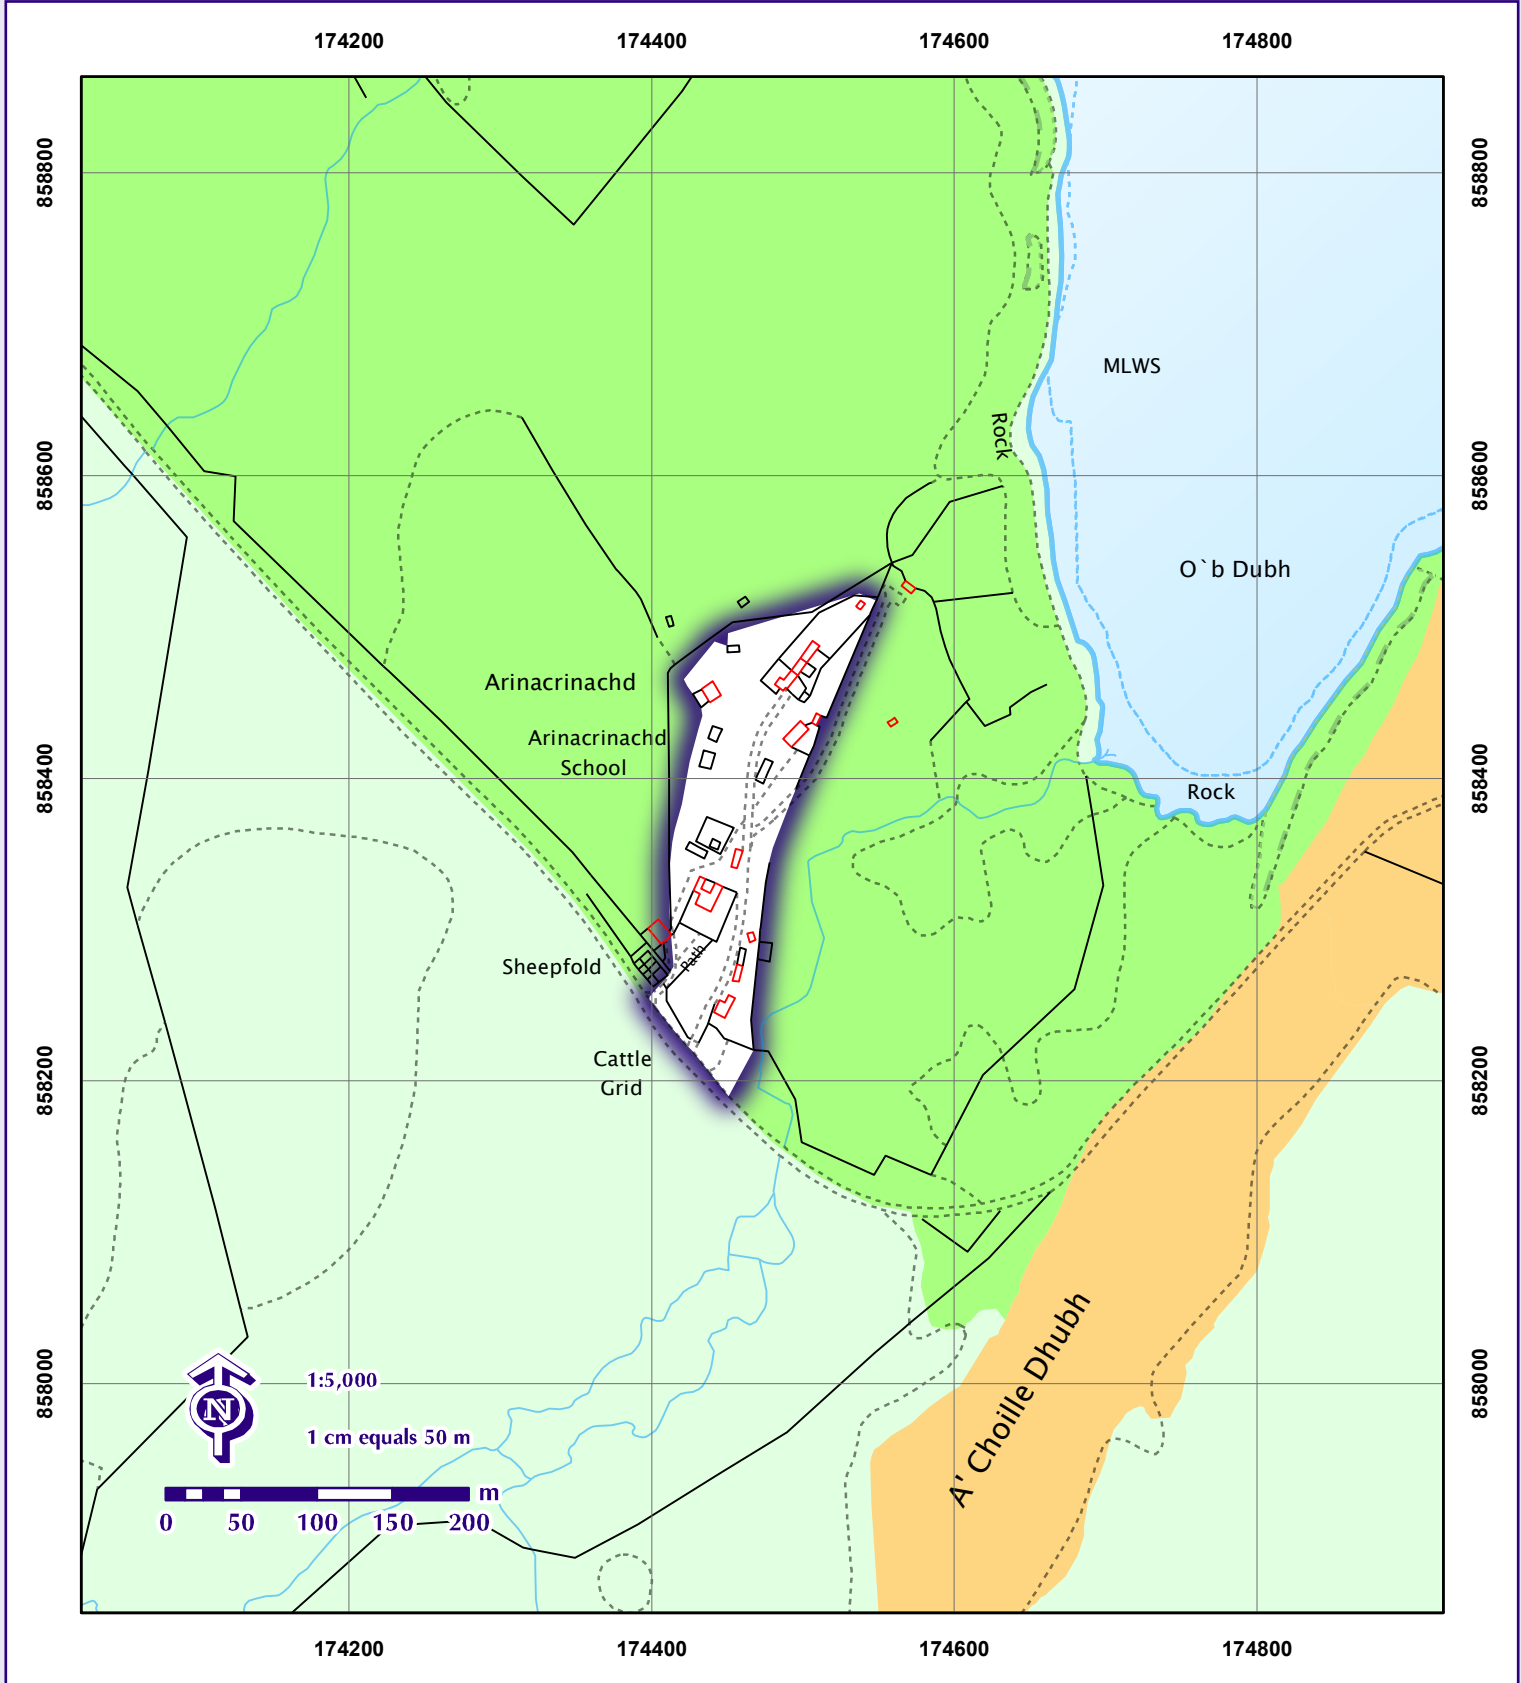 174200 174400 174600 174800
858800 858800
MLWS
Rock
858600 858600
O`b Dubh
Arinacrinachd
Arinacrinachd
School
858400 858400
Rock
Path
Sheepfold
Cattle
Grid
858200 858200
A' Choille Dhubh
858000 858000
1:5,000
N
1 cm equals 50 m
m
0 50 100 150 200
174200 174400 174600 174800